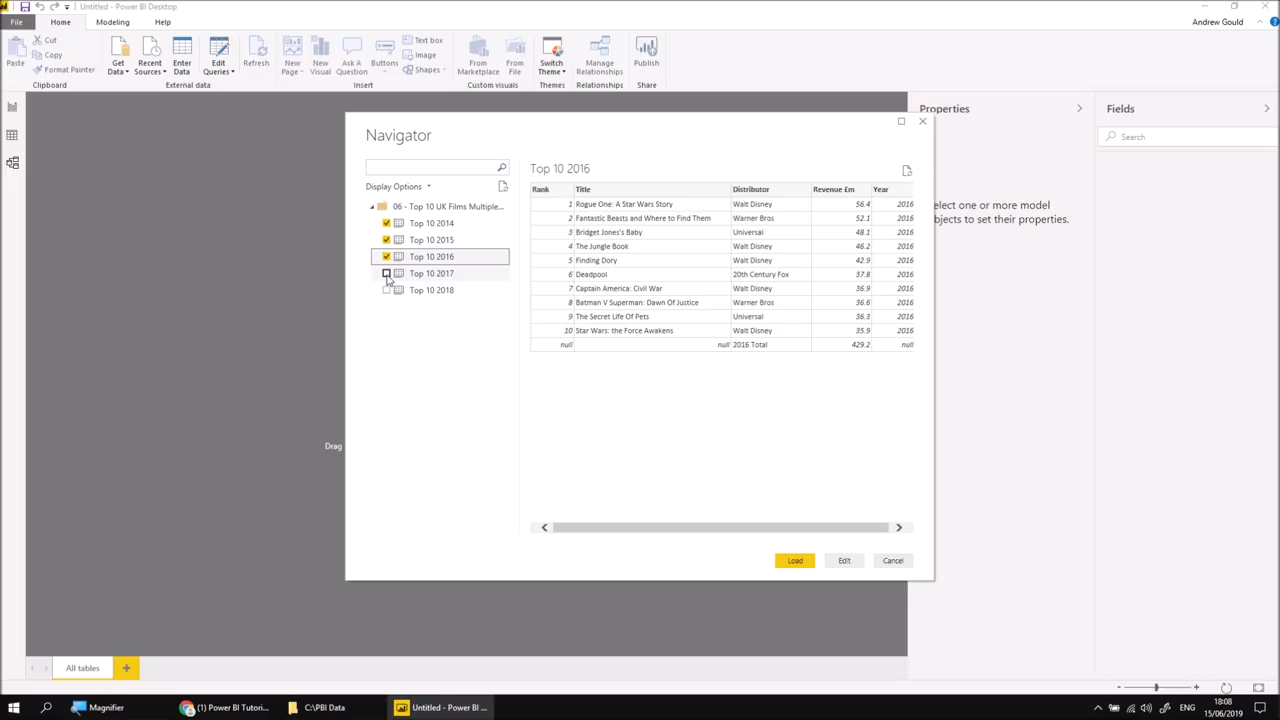 Untitled - Power BI Desktop
File
Home
Modeling
Help
Andrew Gould
Paste
Cut
Copy
Format Painter
Get Data
Recent Sources
Enter Data
Edit Queries
Refresh
New Page
New Visual
Ask A Question
Buttons
Text box
Image
Shapes
From Marketplace
From File
Switch Theme
Manage Relationships
Publish
Clipboard
External data
Insert
Custom visuals
Themes
Relationships
Share
Properties
Fields
Search
Select one or more model
objects to set their properties.
Navigator
Display Options
06 - Top 10 UK Films Multiple...
Top 10 2014
Top 10 2015
Top 10 2016
Top 10 2017
Top 10 2018
Top 10 2016
Rank Title Distributor Revenue £m Year
1 Rogue One: A Star Wars Story Walt Disney 56.4 2016
2 Fantastic Beasts and Where to Find Them Warner Bros 52.1 2016
3 Bridget Jones's Baby Universal 48.1 2016
4 The Jungle Book Walt Disney 46.2 2016
5 Finding Dory Walt Disney 42.9 2016
6 Deadpool 20th Century Fox 37.8 2016
7 Captain America: Civil War Walt Disney 36.9 2016
8 Batman V Superman: Dawn Of Justice Warner Bros 36.6 2016
9 The Secret Life Of Pets Universal 36.3 2016
10 Star Wars: the Force Awakens Walt Disney 35.9 2016
null null 2016 Total 429.2 null
Drag
Load
Edit
Cancel
All tables
Magnifier
(1) Power BI Tutori...
C:\PBI Data
Untitled - Power BI ...
ENG
18:08
15/06/2019